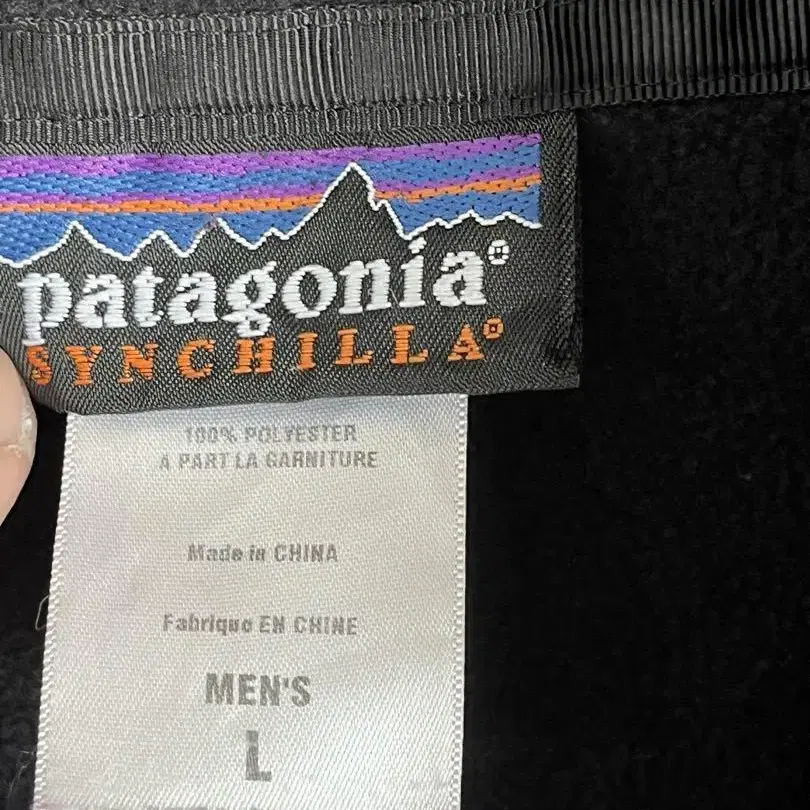 patagonia®
SYNCHILLA®
100% POLYESTER
A PART LA GARNITURE
Made in CHINA
Fabrique EN CHINE
MEN'S
L